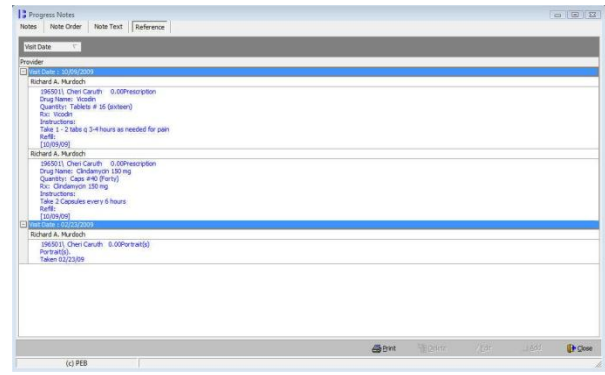 Progress Notes
Notes Note Order Note Text Reference
Visit Date
Provider
Visit Date : 10/09/2009
Richard A. Murdoch
196501\ Cheri Caruth 0.00Prescription
Drug Name: Vicodin
Quantity: Tablets # 16 (sixteen)
Rx: Vicodin
Instructions:
Take 1 - 2 tabs q 3-4 hours as needed for pain
Refill:
[10/09/09]
Richard A. Murdoch
196501\ Cheri Caruth 0.00Prescription
Drug Name: Clindamycin 150 mg
Quantity: Caps #40 (Forty)
Rx: Clindamycin 150 mg
Instructions:
Take 2 Capsules every 6 hours
Refill:
[10/09/09]
Visit Date : 02/23/2009
Richard A. Murdoch
196501\ Cheri Caruth 0.00Portrait(s)
Portrait(s).
Taken 02/23/09
Print Delete Edit Add Close
(c) PEB